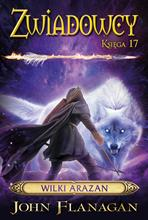 ZWIADOWCY
KSIĘGA 17
WILKI ARAZAN
JOHN FLANAGAN